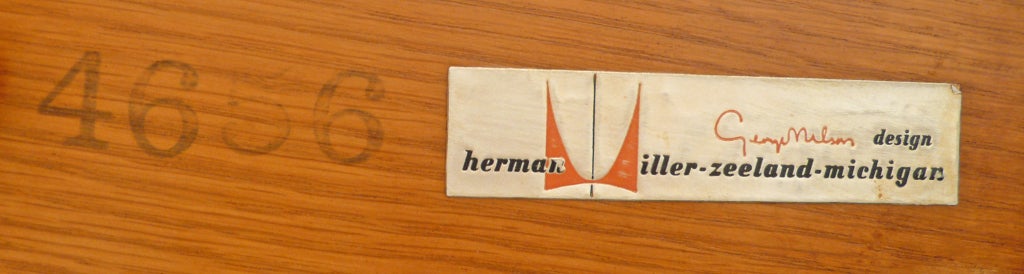 4656
George Nelson design
herman miller-zeeland-michigan